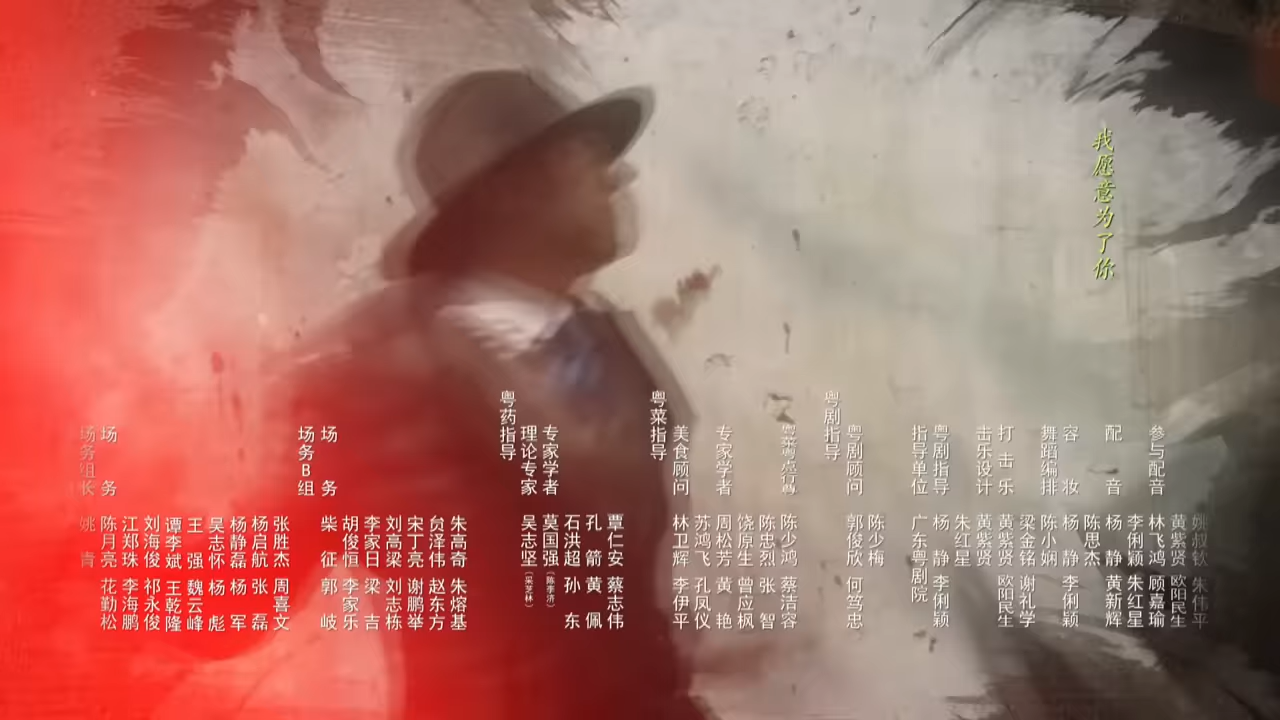 我愿意为了你
姚叔钦 朱伟平
黄紫贤 欧阳民生
参与配音
林飞鸿 顾嘉瑜
李俐颖 朱红星
配音
杨静 黄新辉
陈思杰
容妆
杨静 李俐颖
舞蹈编排
陈小娴
梁金铭 谢礼学
打击乐
黄紫贤 欧阳民生
击乐设计
黄紫贤
朱红星
粤剧指导
杨静 李俐颖
指导单位
广东粤剧院
陈少梅
粤剧顾问
郭俊欣 何笃忠
粤剧指导
陈少鸿 蔡洁容
陈忠烈 张智
饶原生 曾应枫
专家学者
周松芳 黄艳
苏鸿飞 孔凤仪
美食顾问
林卫辉 李伊平
粤菜指导
覃仁安 蔡志伟
孔箭 黄佩
石洪超 孙东
专家学者
莫国强(陈李济)
理论专家
吴志坚(采芝林)
粤药指导
朱高奇 朱熔基
贠泽伟 赵东方
宋丁亮 谢鹏举
刘高梁 刘志栋
李家日 梁吉
胡俊恒 李家乐
场务
柴征 郭岐
场务B组
张胜杰 周喜文
杨启航 张磊
杨静磊 杨军
吴志怀 杨彪
王强 魏云峰
谭李斌 王乾隆
刘海俊 祁永俊
江郑珠 李海鹏
场务
陈月亮 花勤松
场务组长
姚青